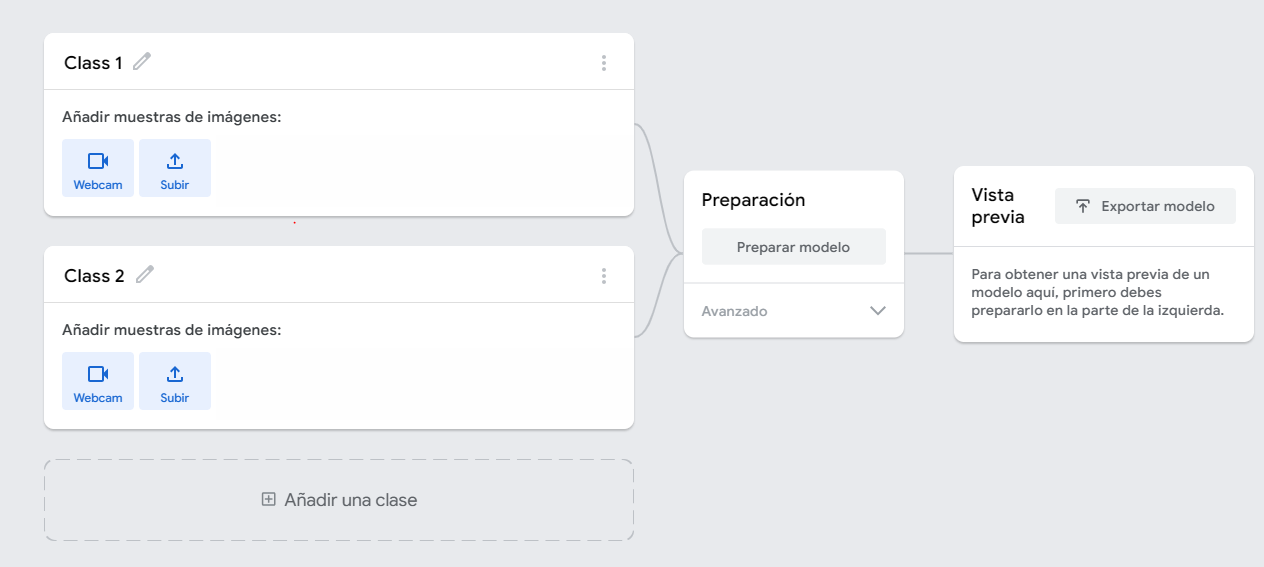 Class 1
Añadir muestras de imágenes:
Webcam
Subir
Class 2
Añadir muestras de imágenes:
Webcam
Subir
Añadir una clase
Preparación
Preparar modelo
Avanzado
Vista
previa
Exportar modelo
Para obtener una vista previa de un
modelo aquí, primero debes
prepararlo en la parte de la izquierda.